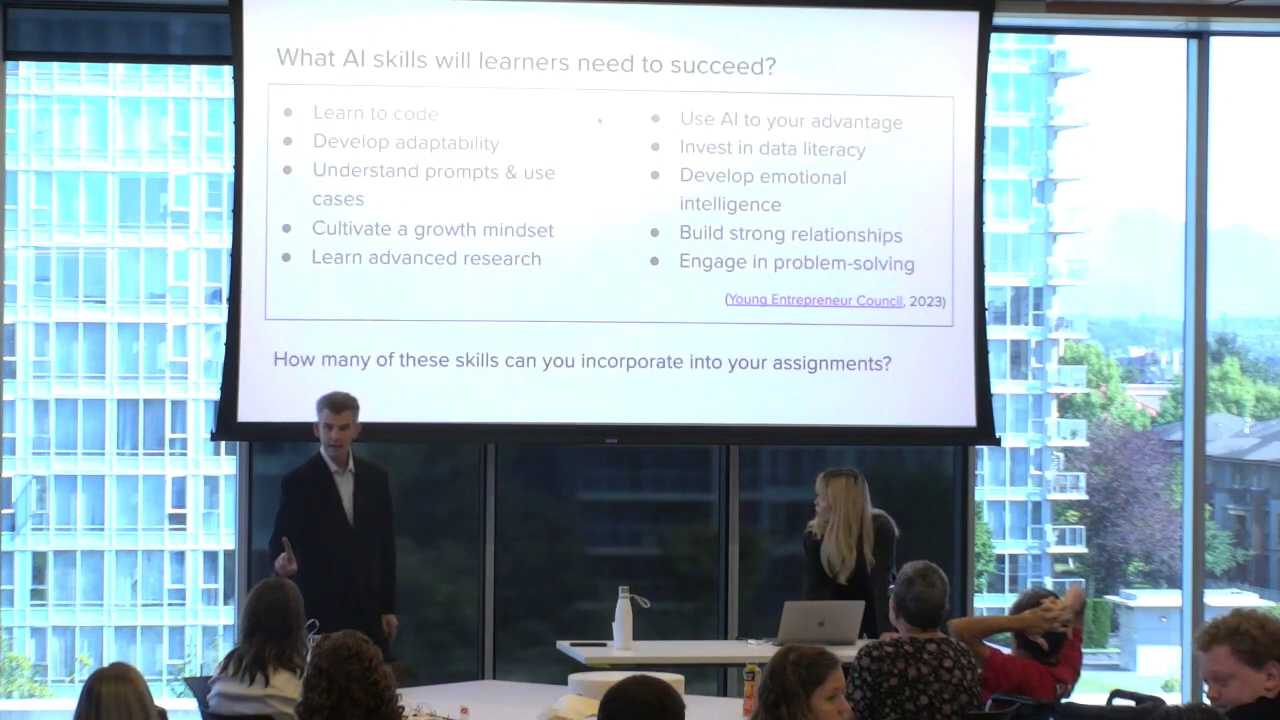 What AI skills will learners need to succeed?
● Learn to code
● Develop adaptability
● Understand prompts & use
cases
● Cultivate a growth mindset
● Learn advanced research
● Use AI to your advantage
● Invest in data literacy
● Develop emotional
intelligence
● Build strong relationships
● Engage in problem-solving
(Young Entrepreneur Council, 2023)
How many of these skills can you incorporate into your assignments?